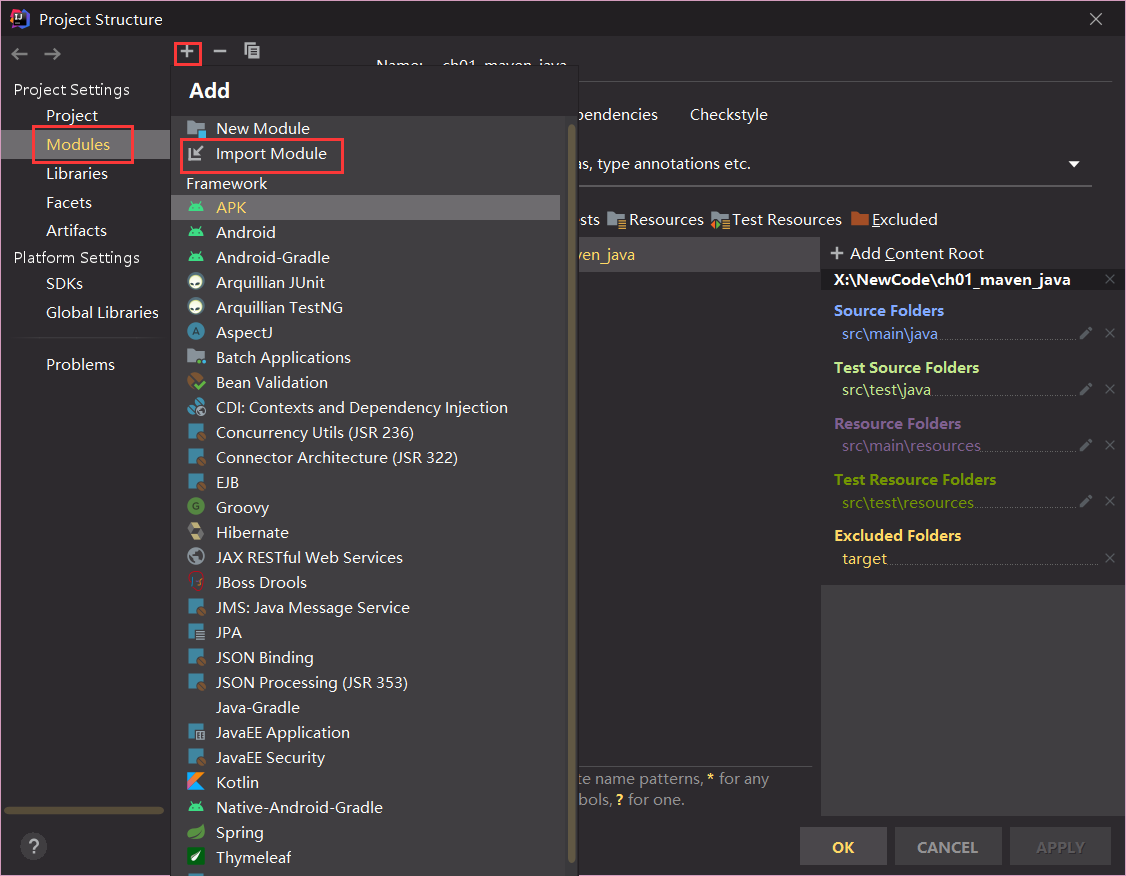 Project Structure
Name: ch01_maven_java
Project Settings
Project
Modules
Libraries
Facets
Artifacts
Platform Settings
SDKs
Global Libraries
Problems
?
Add
New Module
Import Module
Framework
APK
Android
Android-Gradle
Arquillian JUnit
Arquillian TestNG
AspectJ
Batch Applications
Bean Validation
CDI: Contexts and Dependency Injection
Concurrency Utils (JSR 236)
Connector Architecture (JSR 322)
EJB
Groovy
Hibernate
JAX RESTful Web Services
JBoss Drools
JMS: Java Message Service
JPA
JSON Binding
JSON Processing (JSR 353)
Java-Gradle
JavaEE Application
JavaEE Security
Kotlin
Native-Android-Gradle
Spring
Thymeleaf
pendencies Checkstyle
as, type annotations etc.
sts Resources Test Resources Excluded
ven_java
Add Content Root
X:\NewCode\ch01_maven_java
Source Folders
src\main\java
Test Source Folders
src\test\java
Resource Folders
src\main\resources
Test Resource Folders
src\test\resources
Excluded Folders
target
te name patterns, * for any
bols, ? for one.
OK CANCEL APPLY